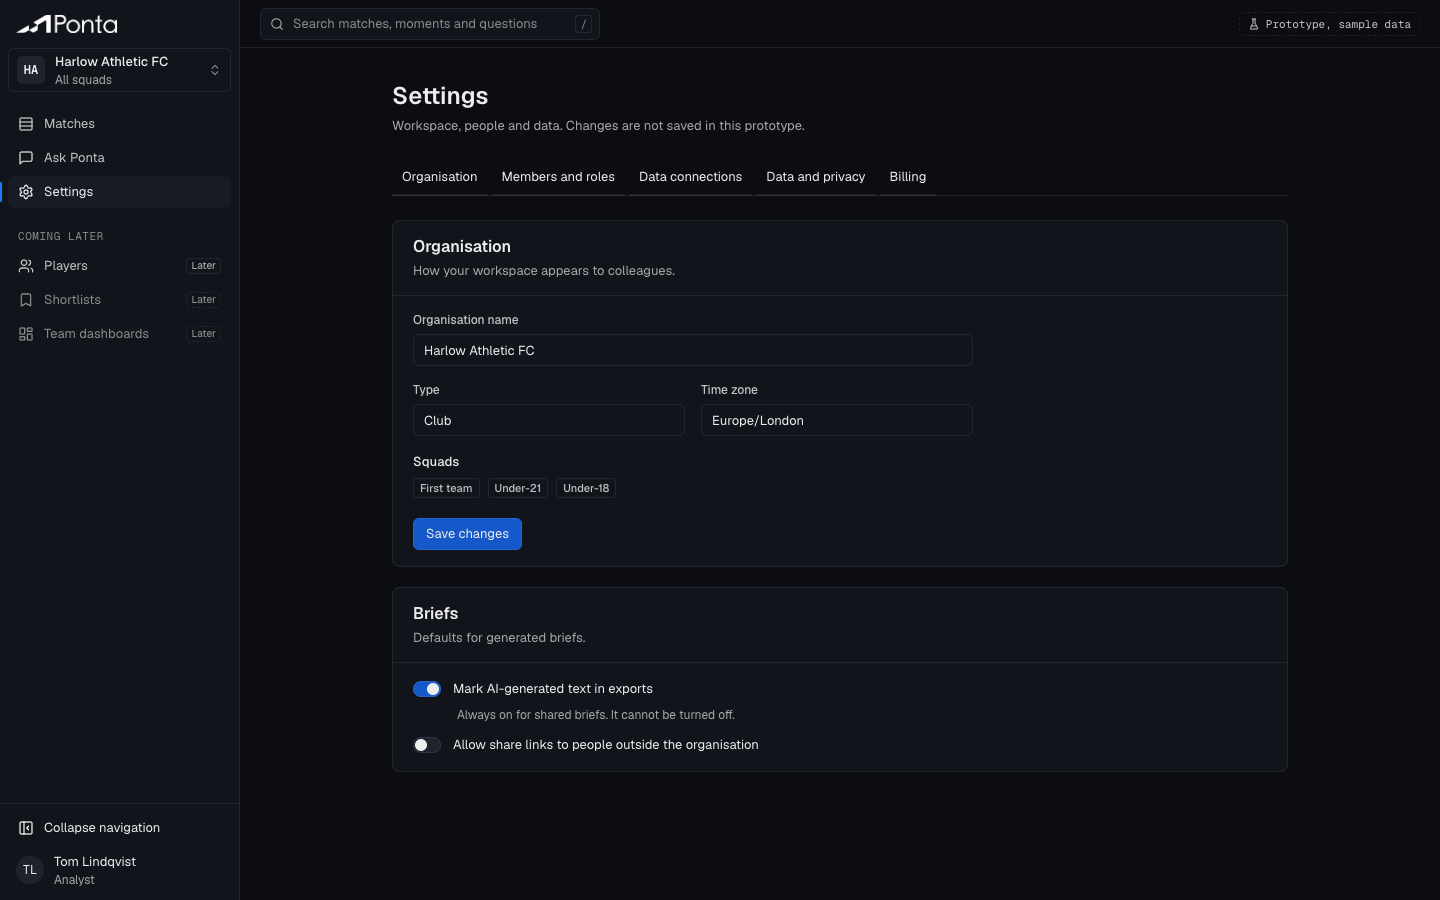 Ponta
Search matches, moments and questions
/
Prototype, sample data
HA
Harlow Athletic FC
All squads
Matches
Ask Ponta
Settings
COMING LATER
Players
Later
Shortlists
Later
Team dashboards
Later
Collapse navigation
TL
Tom Lindqvist
Analyst
Settings
Workspace, people and data. Changes are not saved in this prototype.
Organisation
Members and roles
Data connections
Data and privacy
Billing
Organisation
How your workspace appears to colleagues.
Organisation name
Harlow Athletic FC
Type
Time zone
Club
Europe/London
Squads
First team
Under-21
Under-18
Save changes
Briefs
Defaults for generated briefs.
Mark AI-generated text in exports
Always on for shared briefs. It cannot be turned off.
Allow share links to people outside the organisation